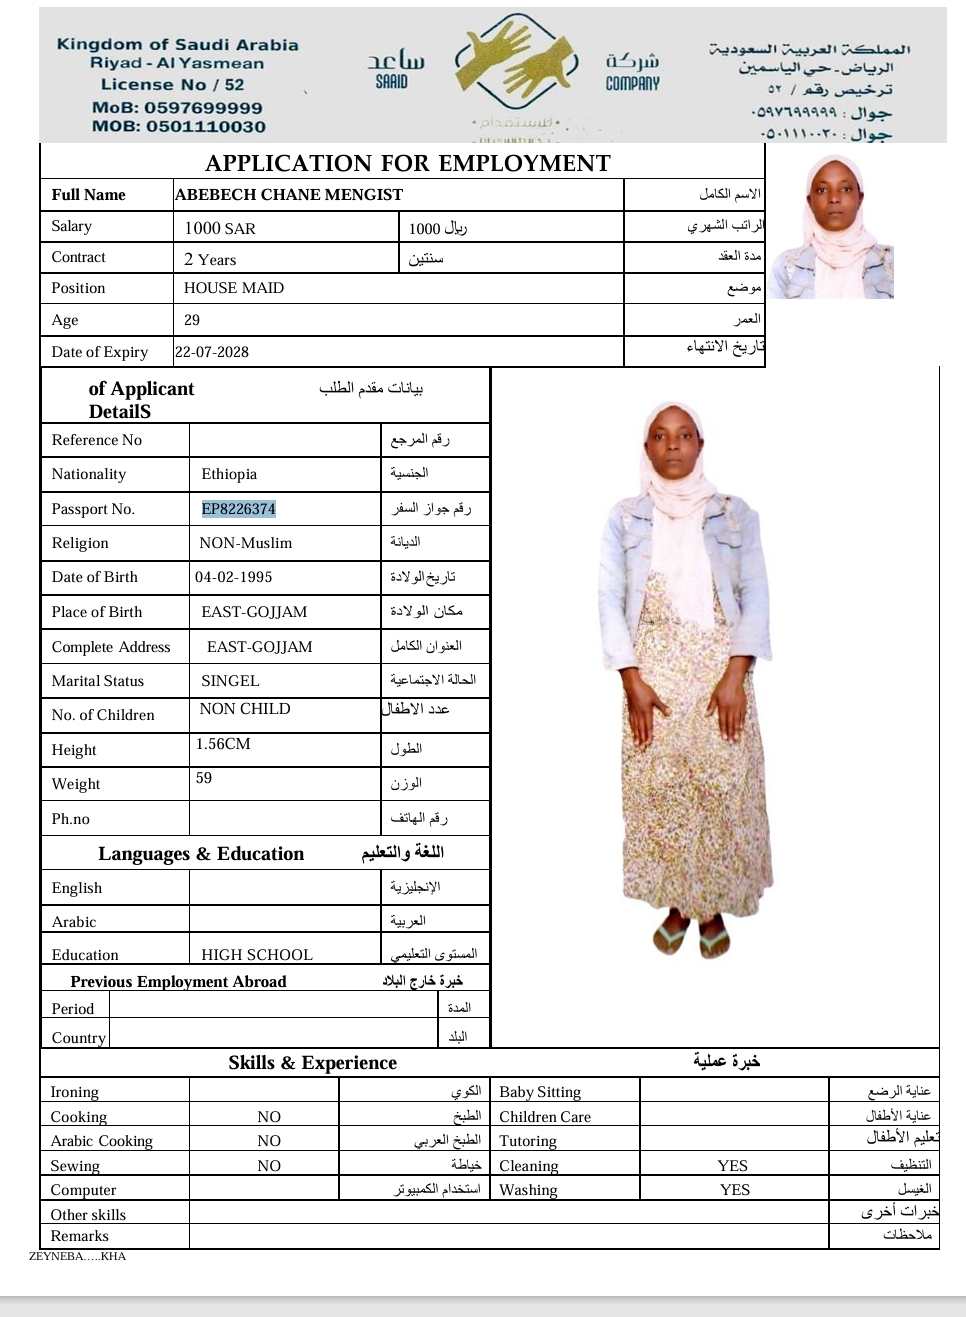 Kingdom of Saudi Arabia
Riyad - Al Yasmean
License No / 52
MoB: 0597699999
MOB: 0501110030
ساعد
SAAID
شركة
COMPANY
للاستقدام
المملكة العربية السعودية
الرياض - حي الياسمين
ترخيص رقم / ٥٢
جوال : ٠٥٩٧٦٩٩٩٩٩
جوال : ٠٥٠١١١٠٠٣٠
APPLICATION FOR EMPLOYMENT
Full Name ABEBECH CHANE MENGIST الاسم الكامل
Salary 1000 SAR 1000 ريال الراتب الشهري
Contract 2 Years سنتين مدة العقد
Position HOUSE MAID موضع
Age 29 العمر
Date of Expiry 22-07-2028 تاريخ الانتهاء
of Applicant بيانات مقدم الطلب
DetailS
Reference No رقم المرجع
Nationality Ethiopia الجنسية
Passport No. EP8226374 رقم جواز السفر
Religion NON-Muslim الديانة
Date of Birth 04-02-1995 تاريخ الولادة
Place of Birth EAST-GOJJAM مكان الولادة
Complete Address EAST-GOJJAM العنوان الكامل
Marital Status SINGEL الحالة الاجتماعية
No. of Children NON CHILD عدد الاطفال
Height 1.56CM الطول
Weight 59 الوزن
Ph.no رقم الهاتف
Languages & Education اللغة والتعليم
English الإنجليزية
Arabic العربية
Education HIGH SCHOOL المستوى التعليمي
Previous Employment Abroad خبرة خارج البلاد
Period المدة
Country البلد
Skills & Experience خبرة عملية
Ironing الكوي Baby Sitting عناية الرضع
Cooking NO الطبخ Children Care عناية الأطفال
Arabic Cooking NO الطبخ العربي Tutoring تعليم الأطفال
Sewing NO خياطة Cleaning YES التنظيف
Computer استخدام الكمبيوتر Washing YES الغيسل
Other skills خبرات أخرى
Remarks ملاحظات
ZEYNEBA…..KHA